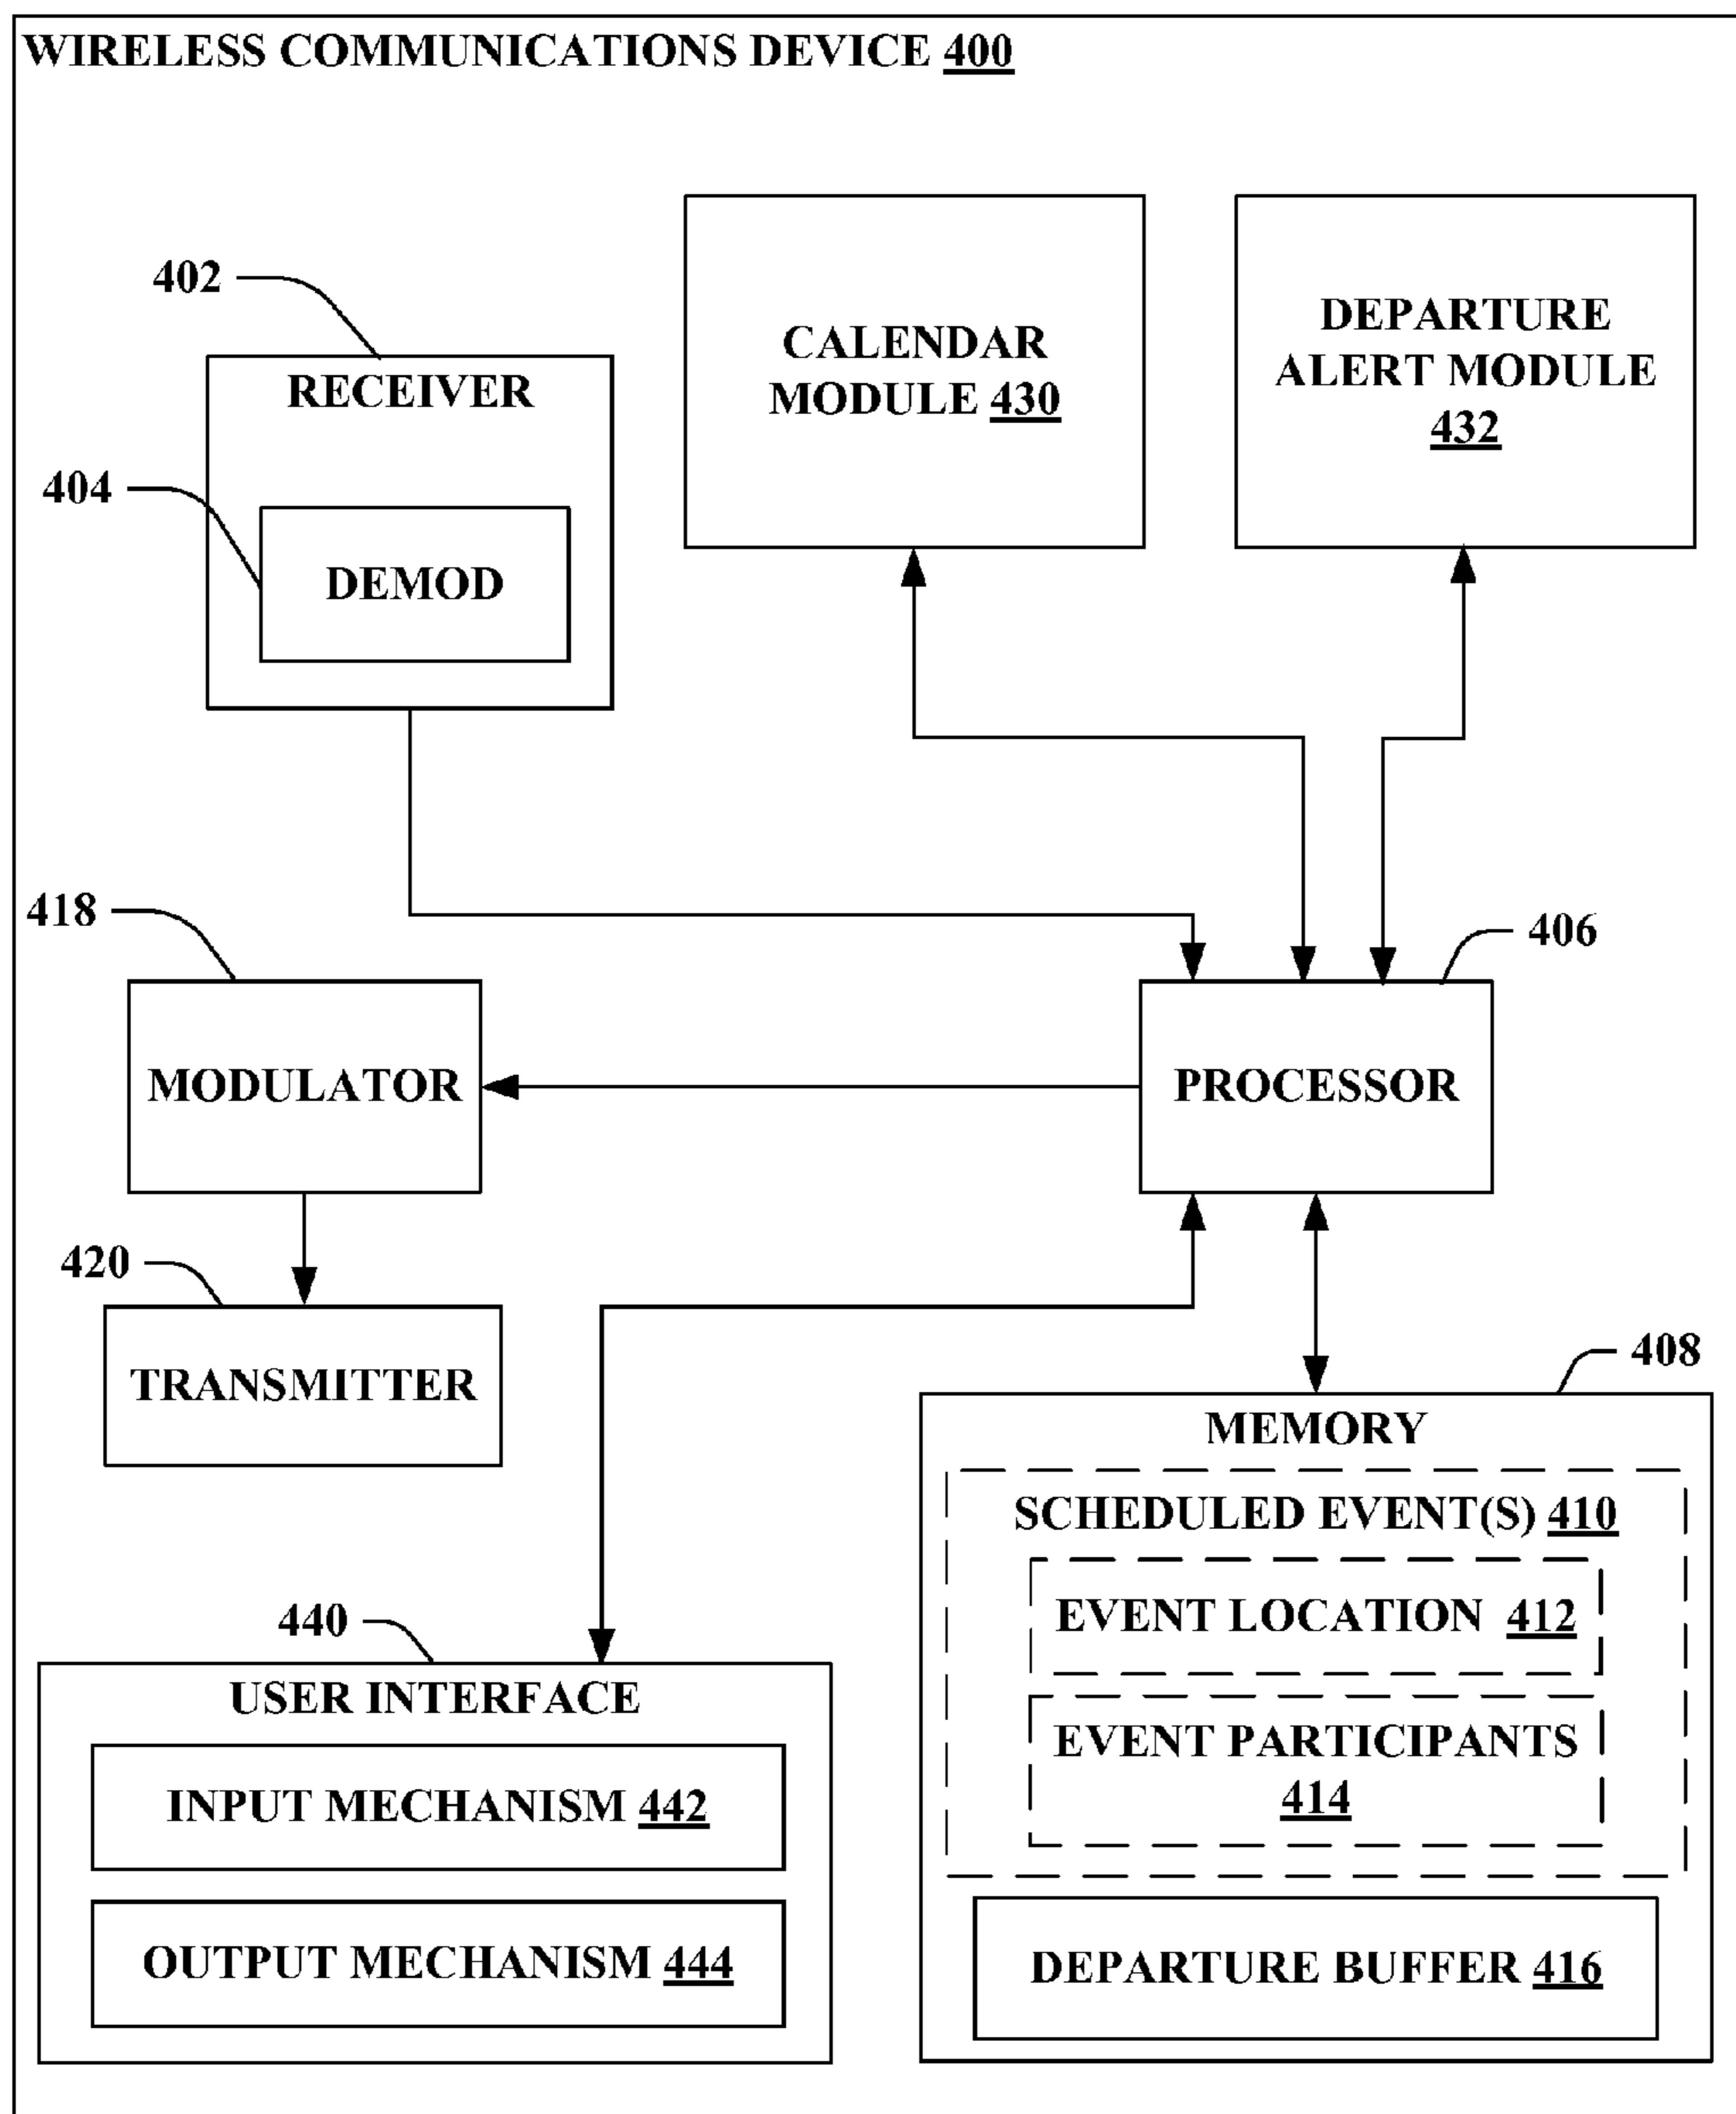 WIRELESS COMMUNICATIONS DEVICE 400
402
RECEIVER
404
DEMOD
CALENDAR
MODULE 430
DEPARTURE
ALERT MODULE
432
418
MODULATOR
406
PROCESSOR
420
TRANSMITTER
408
MEMORY
SCHEDULED EVENT(S) 410
EVENT LOCATION 412
EVENT PARTICIPANTS
414
DEPARTURE BUFFER 416
440
USER INTERFACE
INPUT MECHANISM 442
OUTPUT MECHANISM 444